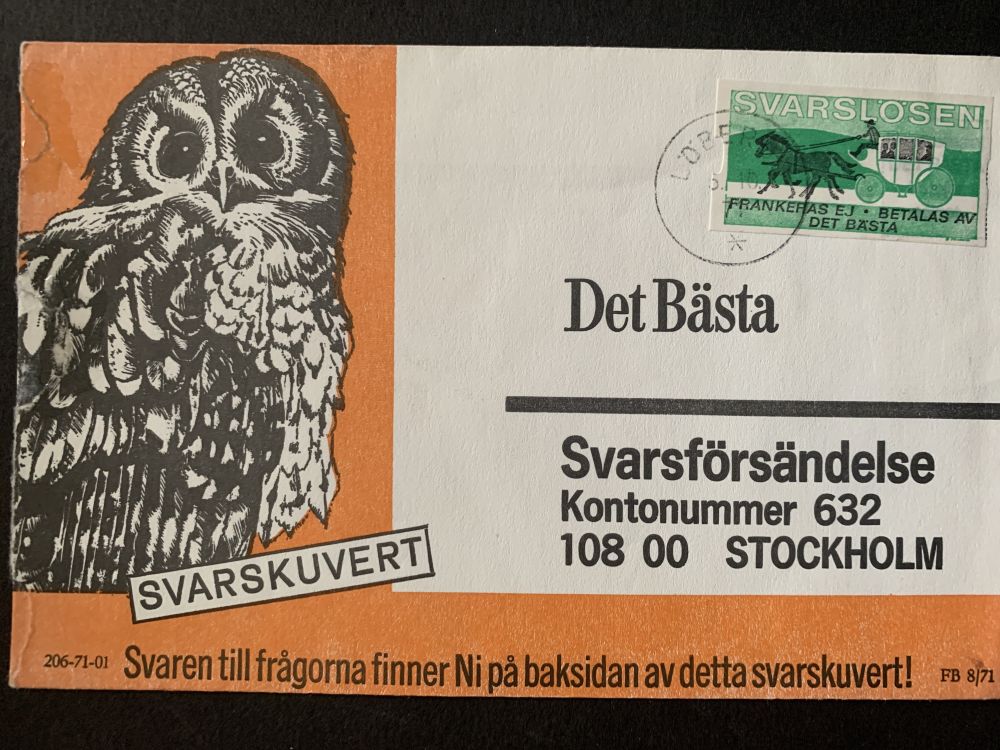 SVARSLÖSEN
FRANKERAS EJ • BETALAS AV
DET BÄSTA
Det Bästa
Svarsförsändelse
Kontonummer 632
108 00 STOCKHOLM
SVARSKUVERT
206-71-01 Svaren till frågorna finner Ni på baksidan av detta svarskuvert! FB 8/71